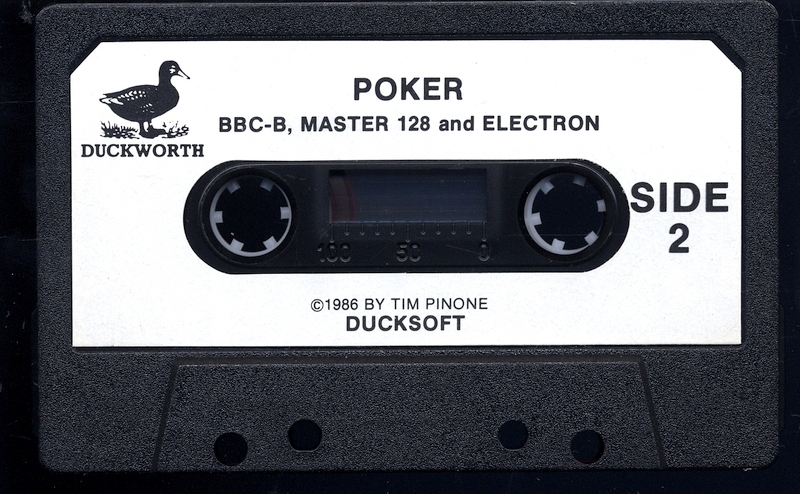 POKER
BBC-B, MASTER 128 and ELECTRON
DUCKWORTH
SIDE
2
100 50 0
©1986 BY TIM PINONE
DUCKSOFT